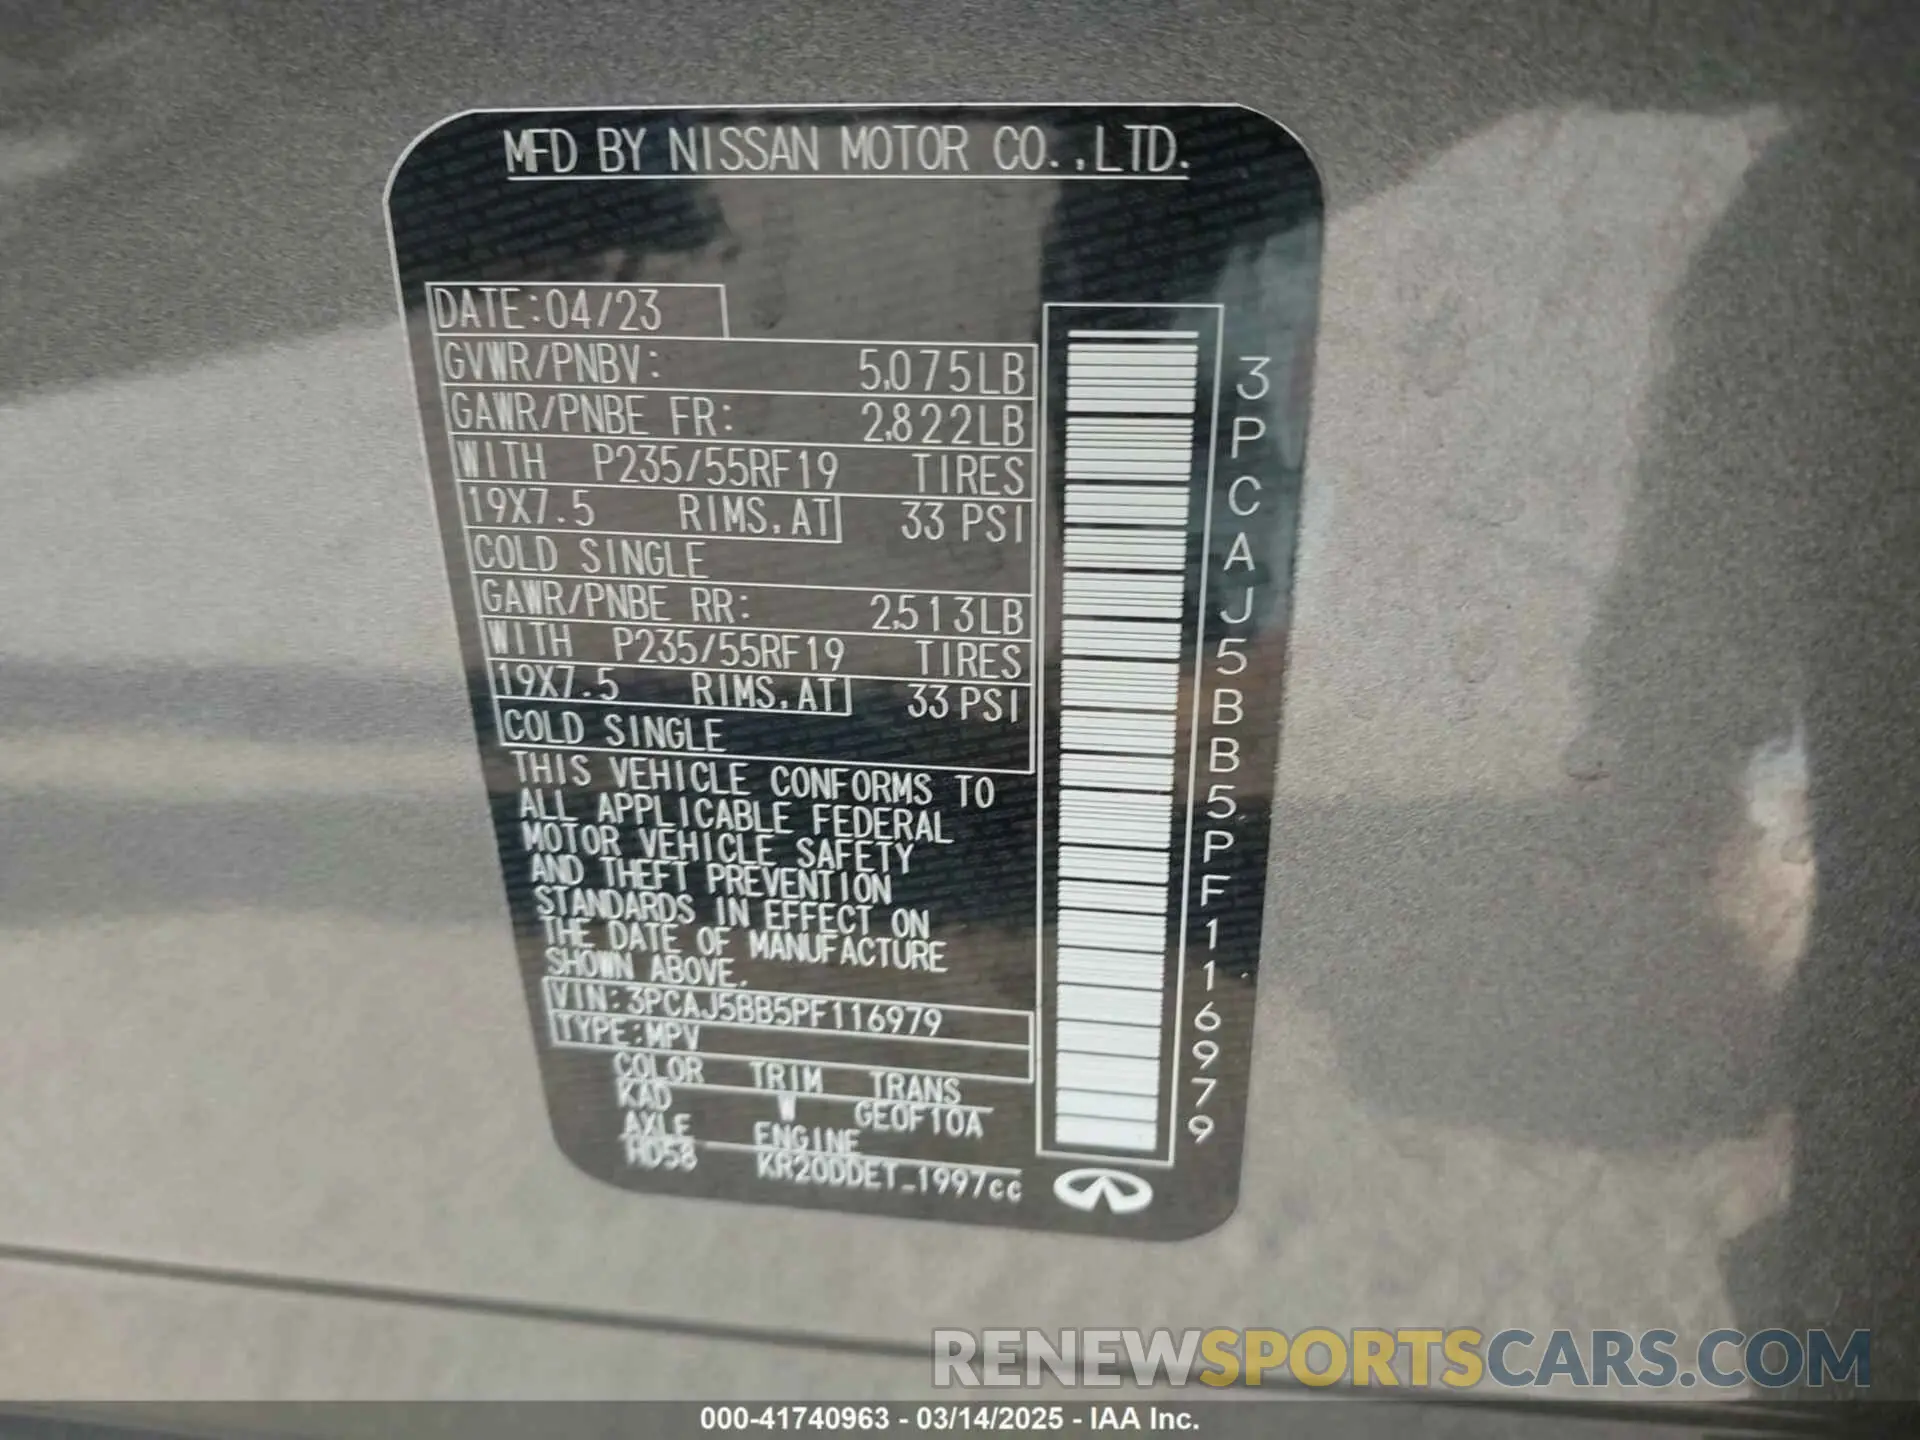 MFD BY NISSAN MOTOR CO.,LTD.
DATE:04/23
GVWR/PNBV: 5,075LB
GAWR/PNBE FR: 2,822LB
WITH P235/55RF19 TIRES
19X7.5 RIMS,AT 33 PSI
COLD SINGLE
GAWR/PNBE RR: 2,513LB
WITH P235/55RF19 TIRES
19X7.5 RIMS,AT 33 PSI
COLD SINGLE
THIS VEHICLE CONFORMS TO
ALL APPLICABLE FEDERAL
MOTOR VEHICLE SAFETY
AND THEFT PREVENTION
STANDARDS IN EFFECT ON
THE DATE OF MANUFACTURE
SHOWN ABOVE.
VIN:3PCAJ5BB5PF116979
TYPE:MPV
COLOR TRIM TRANS
KAD W GE0F10A
AXLE ENGINE
HD58 KR20DDET_1997cc
3PCAJ5BB5PF116979
RENEWSPORTSCARS.COM
000-41740963 - 03/14/2025 - IAA Inc.